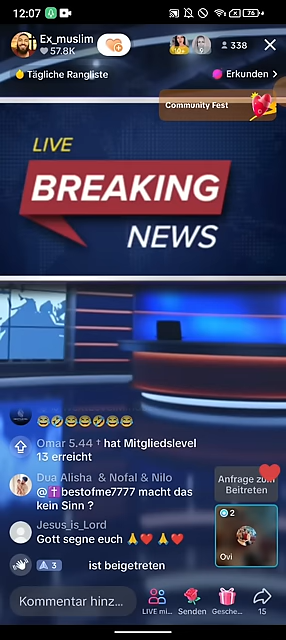 12:07
75
Ex_muslim
57.8K
338
Tägliche Rangliste
Erkunden
Community Fest
LIVE
BREAKING
NEWS
Omar 5.44 † hat Mitgliedslevel
13 erreicht
Dua Alisha & Nofal & Nilo
@✝️bestofme7777 macht das
kein Sinn ?
Anfrage zum
Beitreten
Jesus_is_Lord
Gott segne euch 🙏❤️ 🙏❤️
2
Ovi
A 3 ist beigetreten
Kommentar hinz...
LIVE mi...
Senden
Gesche...
15